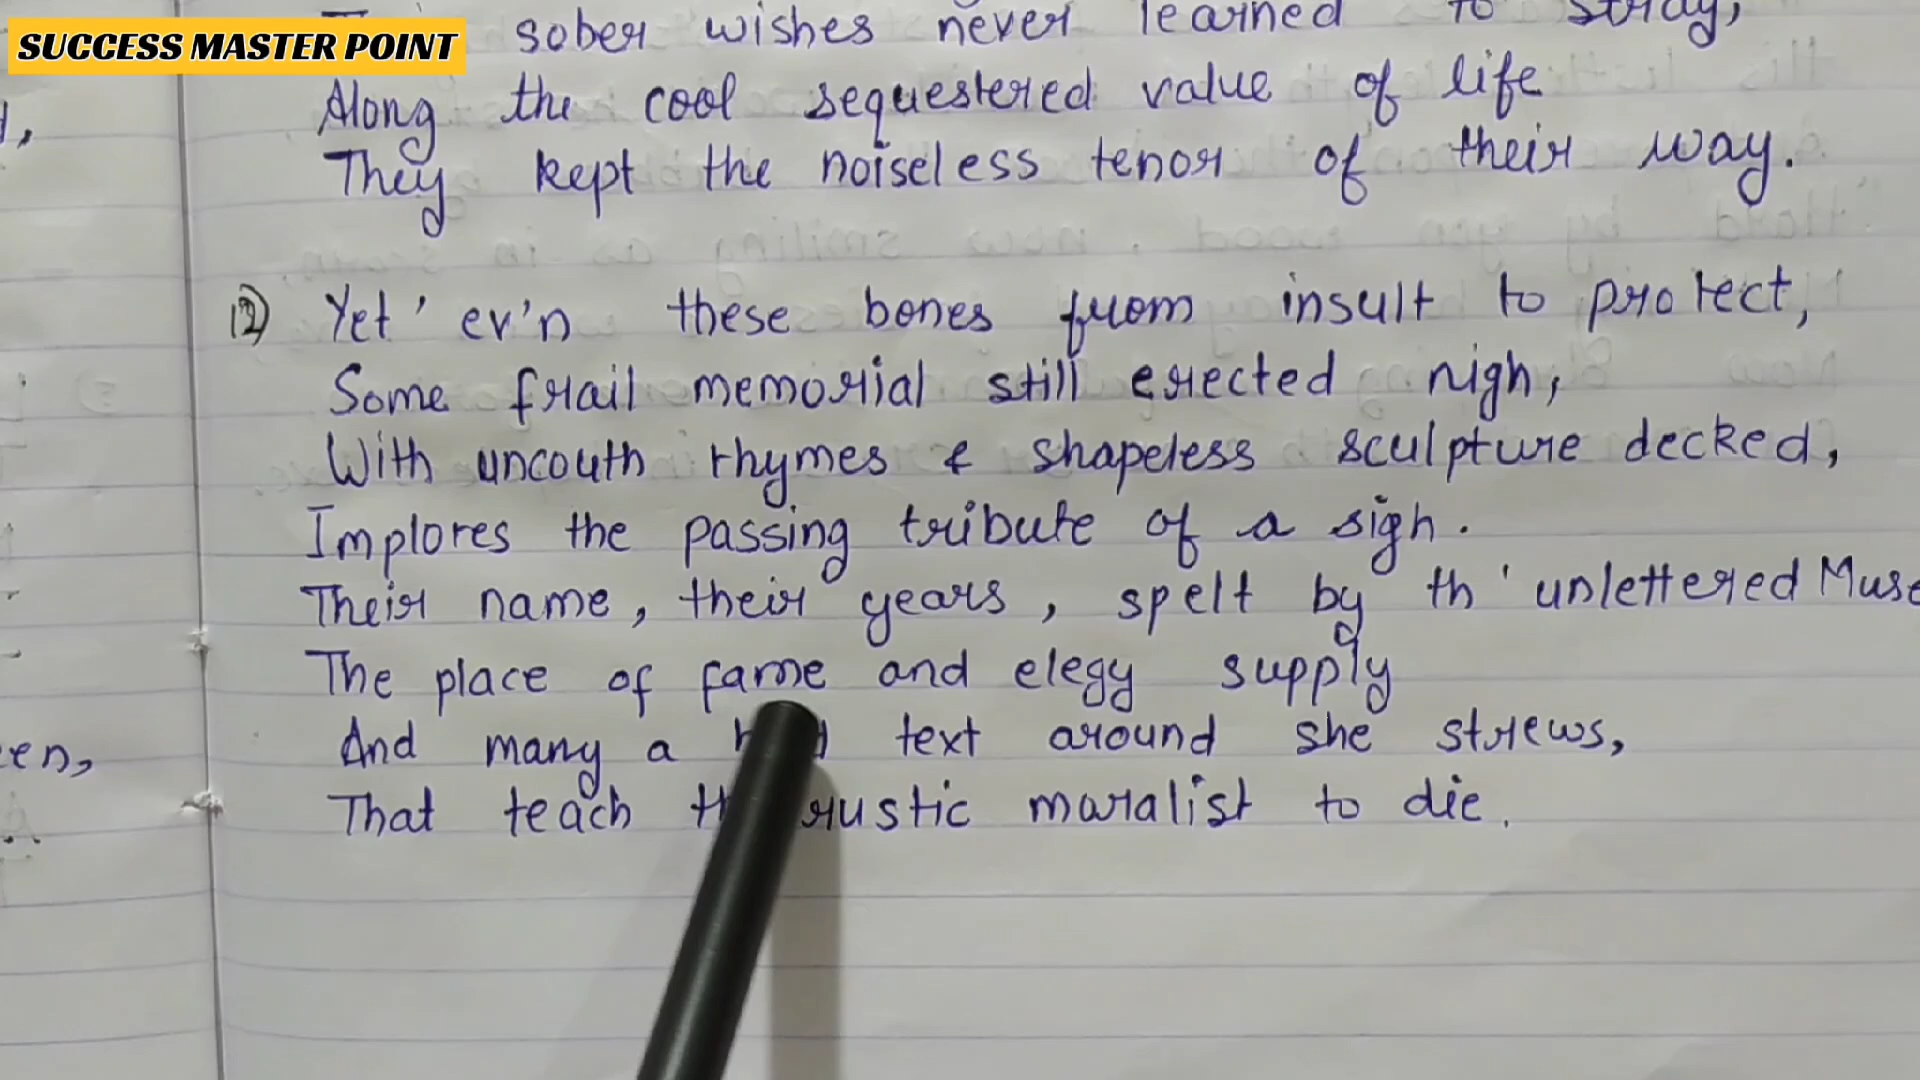 SUCCESS MASTER POINT
sober wishes never learned to stray,
Along the cool sequestered value of life
They kept the noiseless tenor of their way.
12 Yet' ev'n these bones from insult to protect,
Some frail memorial still erected nigh,
With uncouth rhymes & shapeless sculpture decked,
Implores the passing tribute of a sigh.
Their name, their years, spelt by th' unlettered Muse
The place of fame and elegy supply
And many a text around she strews,
That teach rustic moralist to die.